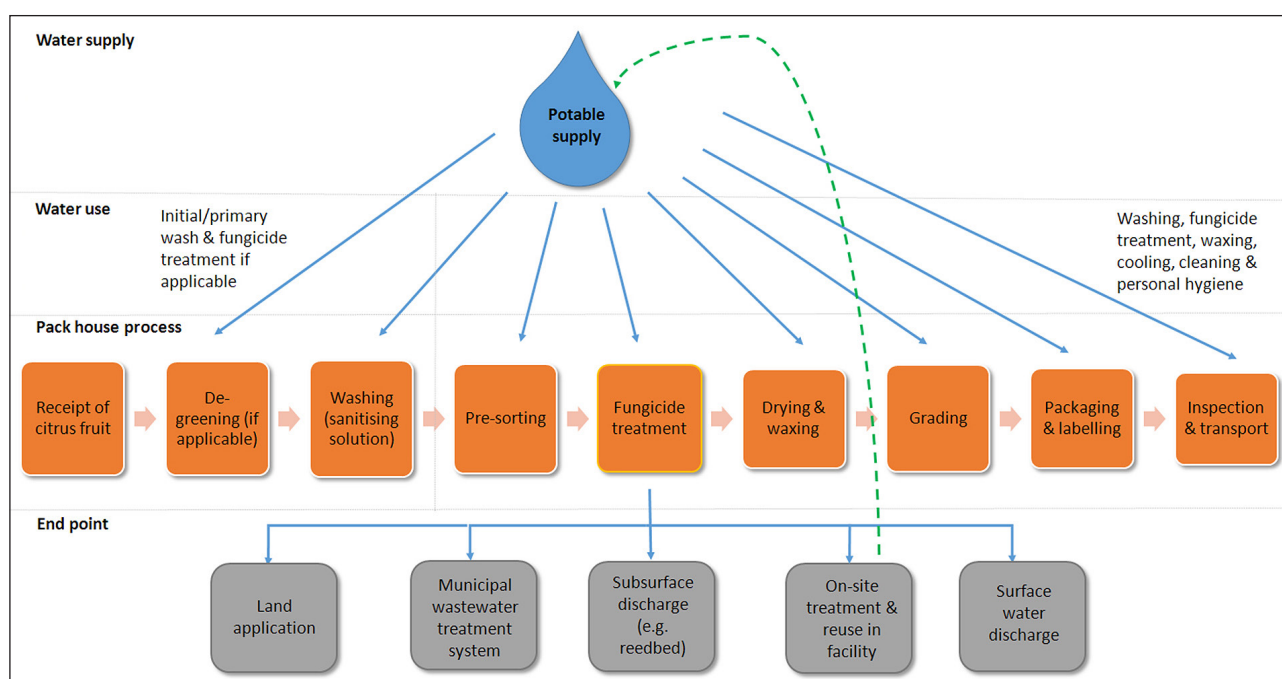 Water supply
Potable
supply
Water use
Initial/primary
wash & fungicide
treatment if
applicable
Washing, fungicide
treatment, waxing,
cooling, cleaning &
personal hygiene
Pack house process
Receipt of
citrus fruit
De-
greening (if
applicable)
Washing
(sanitising
solution)
Pre-sorting
Fungicide
treatment
Drying &
waxing
Grading
Packaging
& labelling
Inspection
& transport
End point
Land
application
Municipal
wastewater
treatment
system
Subsurface
discharge
(e.g.
reedbed)
On-site
treatment &
reuse in
facility
Surface
water
discharge